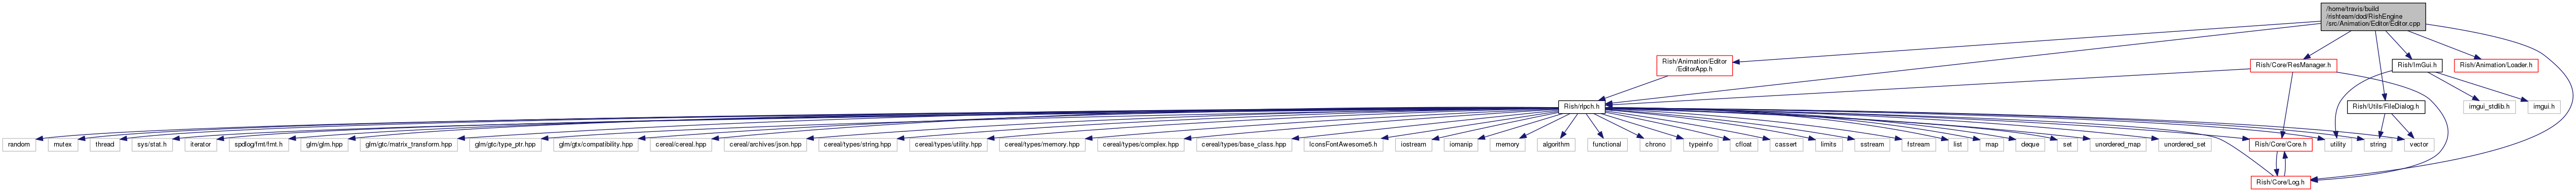 /home/travis/build
/rishteam/dod/RishEngine
/src/Animation/Editor/Editor.cpp
Rish/Animation/Editor
/EditorApp.h
Rish/Core/ResManager.h
Rish/ImGui.h
Rish/Animation/Loader.h
Rish/rlpch.h
Rish/Utils/FileDialog.h
imgui_stdlib.h
imgui.h
random
mutex
thread
sys/stat.h
iterator
spdlog/fmt/fmt.h
glm/glm.hpp
glm/gtc/matrix_transform.hpp
glm/gtc/type_ptr.hpp
glm/gtx/compatibility.hpp
cereal/cereal.hpp
cereal/archives/json.hpp
cereal/types/string.hpp
cereal/types/utility.hpp
cereal/types/memory.hpp
cereal/types/complex.hpp
cereal/types/base_class.hpp
IconsFontAwesome5.h
iostream
iomanip
memory
algorithm
functional
chrono
typeinfo
cfloat
cassert
limits
sstream
fstream
list
map
deque
set
unordered_map
unordered_set
Rish/Core/Core.h
utility
string
vector
Rish/Core/Log.h